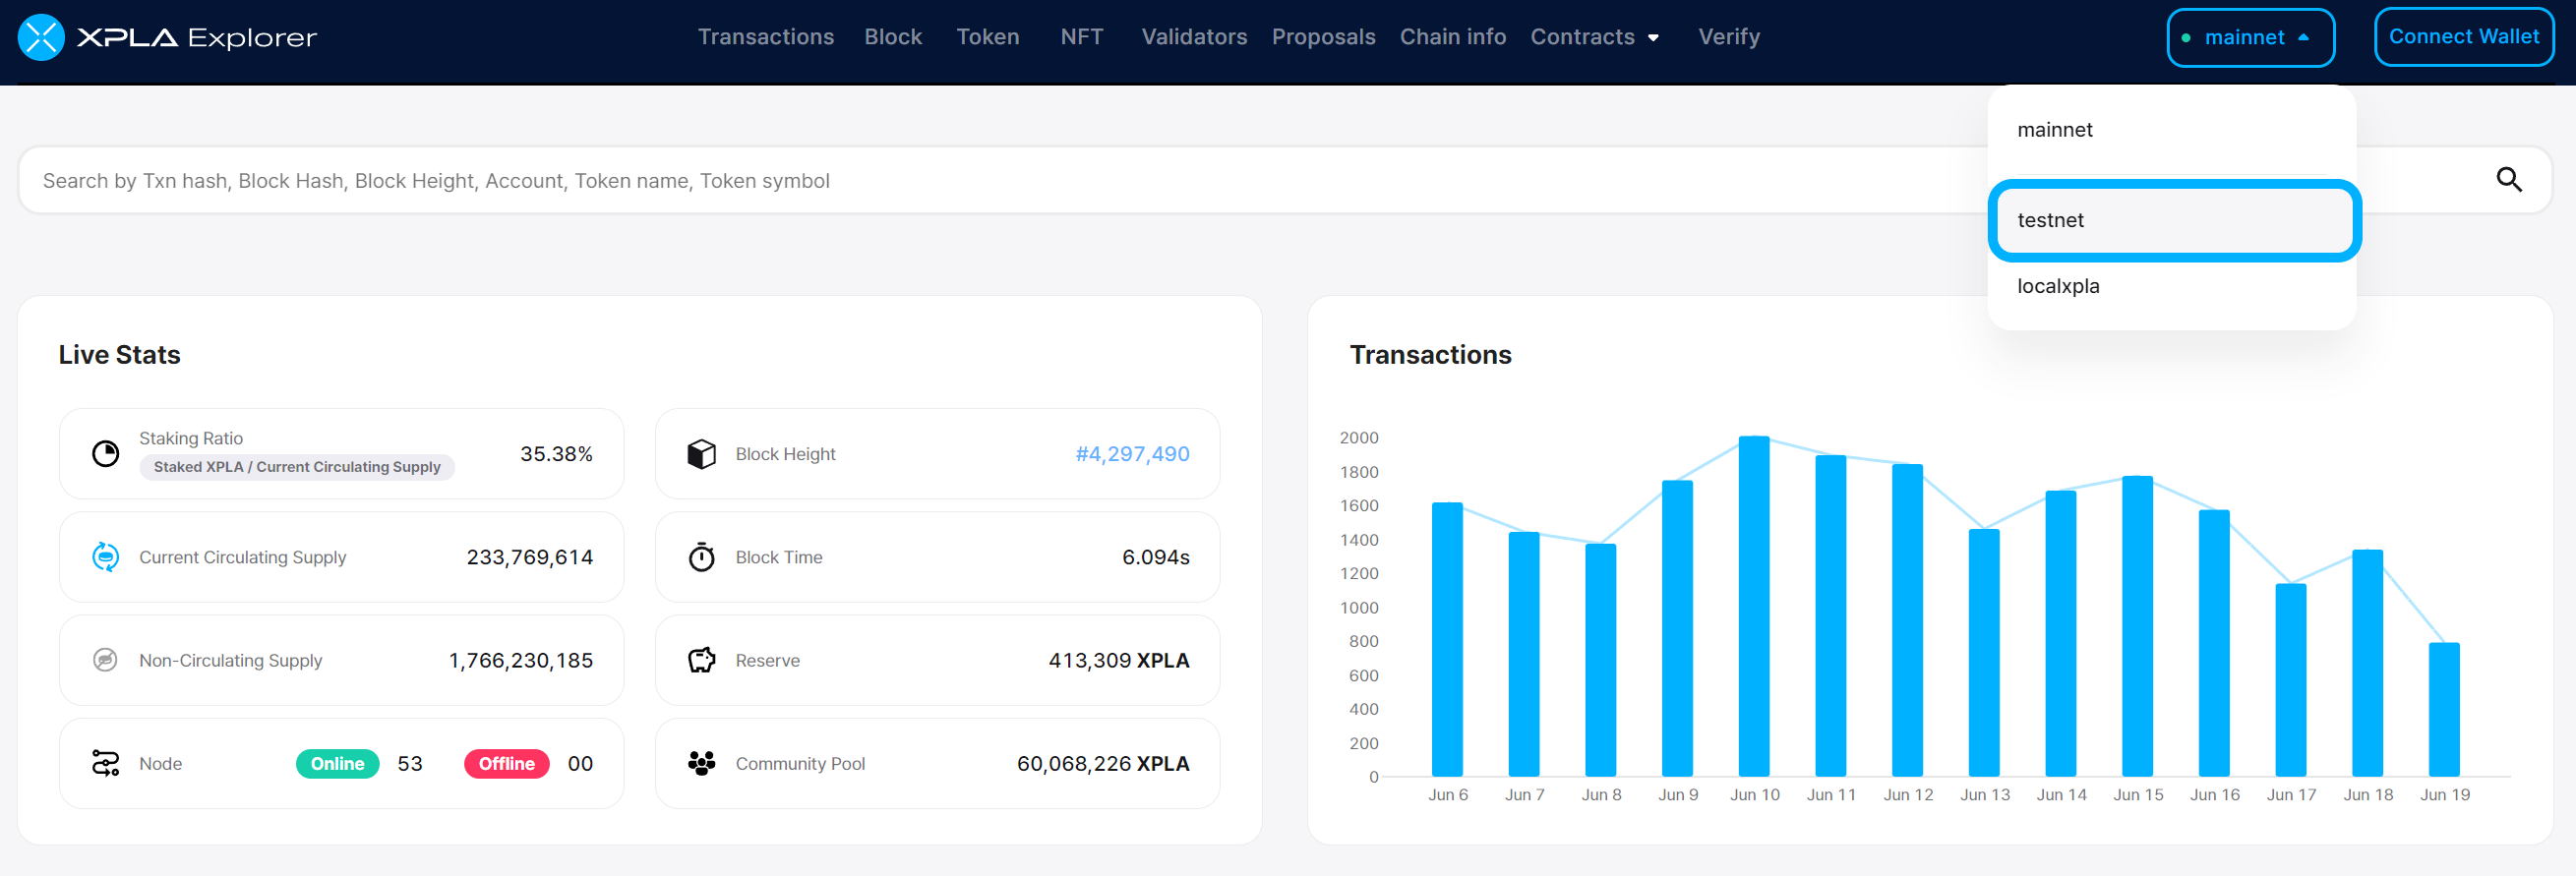 XPLA Explorer
Transactions Block Token NFT Validators Proposals Chain info Contracts Verify
mainnet
Connect Wallet
mainnet
testnet
localxpla
Search by Txn hash, Block Hash, Block Height, Account, Token name, Token symbol
Live Stats
Staking Ratio
Staked XPLA / Current Circulating Supply
35.38%
Block Height #4,297,490
Current Circulating Supply 233,769,614
Block Time 6.094s
Non-Circulating Supply 1,766,230,185
Reserve 413,309 XPLA
Node Online 53 Offline 00
Community Pool 60,068,226 XPLA
Transactions
2000
1800
1600
1400
1200
1000
800
600
400
200
0
Jun 6 Jun 7 Jun 8 Jun 9 Jun 10 Jun 11 Jun 12 Jun 13 Jun 14 Jun 15 Jun 16 Jun 17 Jun 18 Jun 19